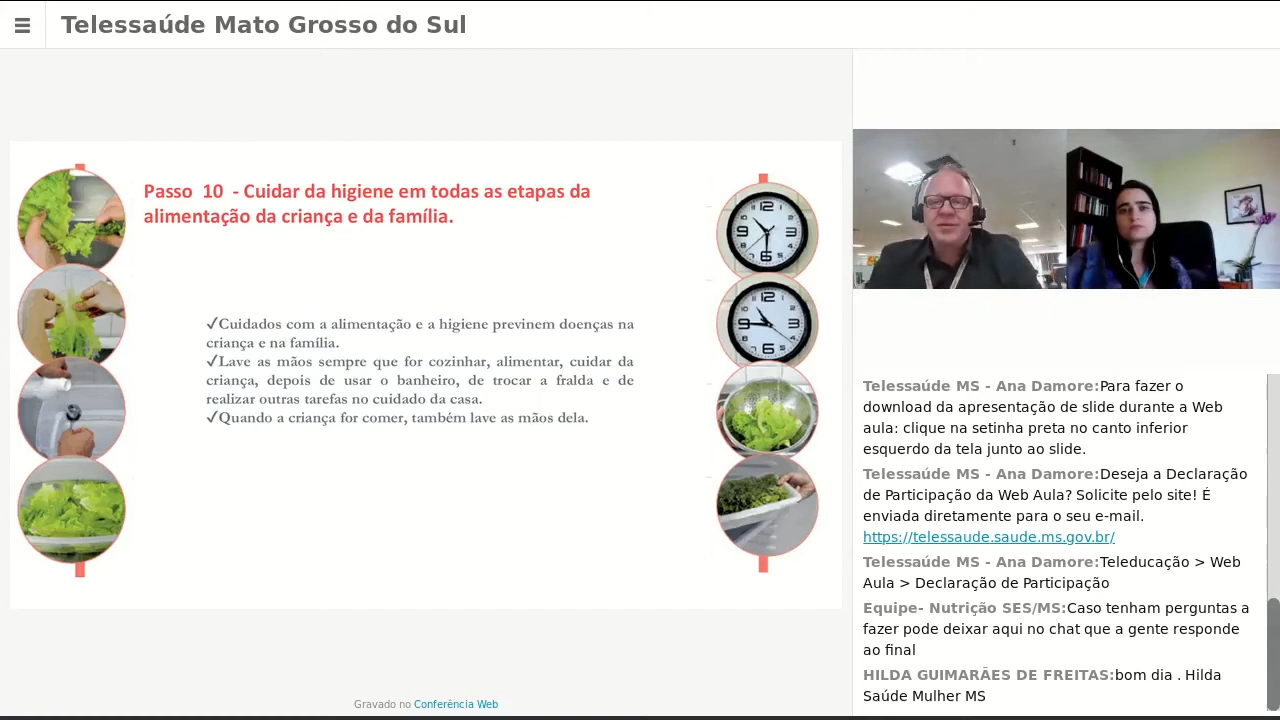 Telessaúde Mato Grosso do Sul
Passo 10 - Cuidar da higiene em todas as etapas da
alimentação da criança e da família.
✓Cuidados com a alimentação e a higiene previnem doenças na
criança e na família.
✓Lave as mãos sempre que for cozinhar, alimentar, cuidar da
criança, depois de usar o banheiro, de trocar a fralda e de
realizar outras tarefas no cuidado da casa.
✓Quando a criança for comer, também lave as mãos dela.
Gravado no Conferência Web
Telessaúde MS - Ana Damore:Para fazer o
download da apresentação de slide durante a Web
aula: clique na setinha preta no canto inferior
esquerdo da tela junto ao slide.
Telessaúde MS - Ana Damore:Deseja a Declaração
de Participação da Web Aula? Solicite pelo site! É
enviada diretamente para o seu e-mail.
https://telessaude.saude.ms.gov.br/
Telessaúde MS - Ana Damore:Teleducação > Web
Aula > Declaração de Participação
Equipe- Nutrição SES/MS:Caso tenham perguntas a
fazer pode deixar aqui no chat que a gente responde
ao final
HILDA GUIMARÃES DE FREITAS:bom dia . Hilda
Saúde Mulher MS